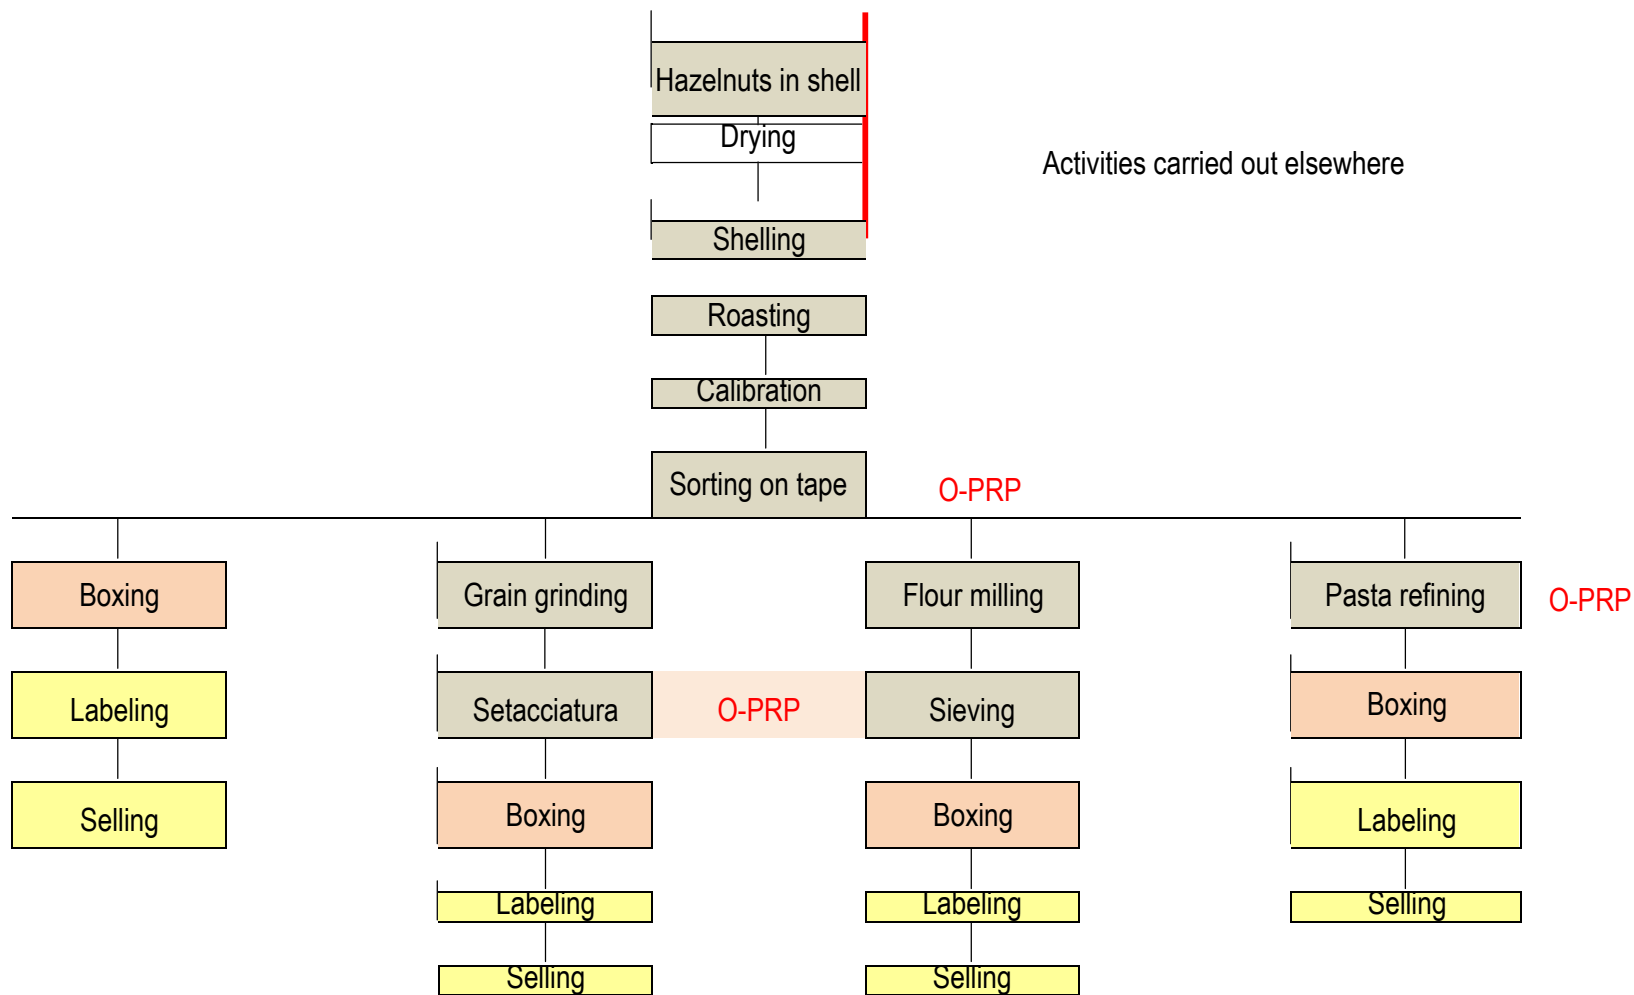 Hazelnuts in shell
Drying
Activities carried out elsewhere
Shelling
Roasting
Calibration
Sorting on tape
O-PRP
Boxing
Grain grinding
Flour milling
Pasta refining
O-PRP
Labeling
Setacciatura
O-PRP
Sieving
Boxing
Selling
Boxing
Boxing
Labeling
Labeling
Labeling
Selling
Selling
Selling